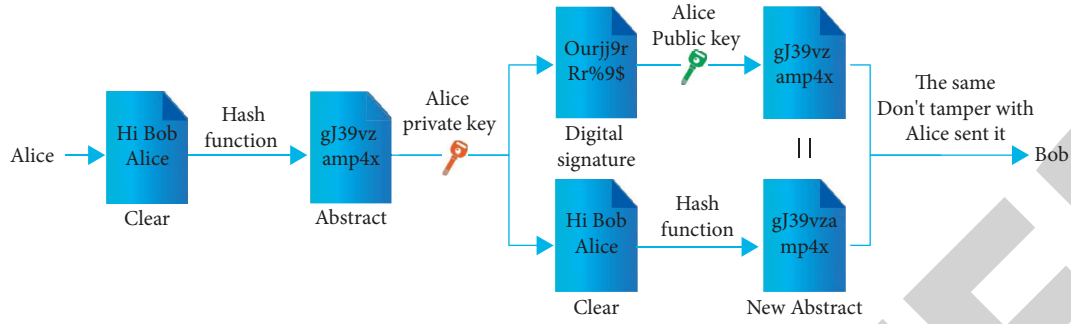 Alice
Hi Bob
Alice
Clear
Hash
function
gJ39vz
amp4x
Abstract
Alice
private key
Ourjj9r
Rr%9$
Digital
signature
Alice
Public key
gJ39vz
amp4x
Hi Bob
Alice
Clear
Hash
function
gJ39vza
mp4x
New Abstract
The same
Don't tamper with
Alice sent it
Bob